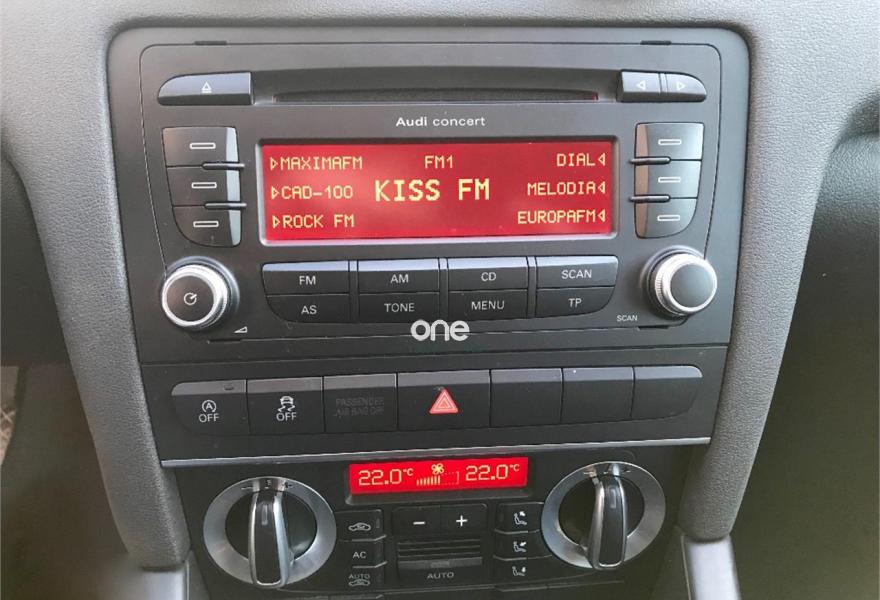 Audi concert
MAXIMAFM FM1 DIAL
CAD-100 KISS FM MELODIA
ROCK FM EUROPAFM
FM AM CD SCAN
AS TONE MENU TP
SCAN
one
OFF OFF PASSENGER AIR BAG OFF
22.0°C 22.0°C
− +
AC
AUTO AUTO